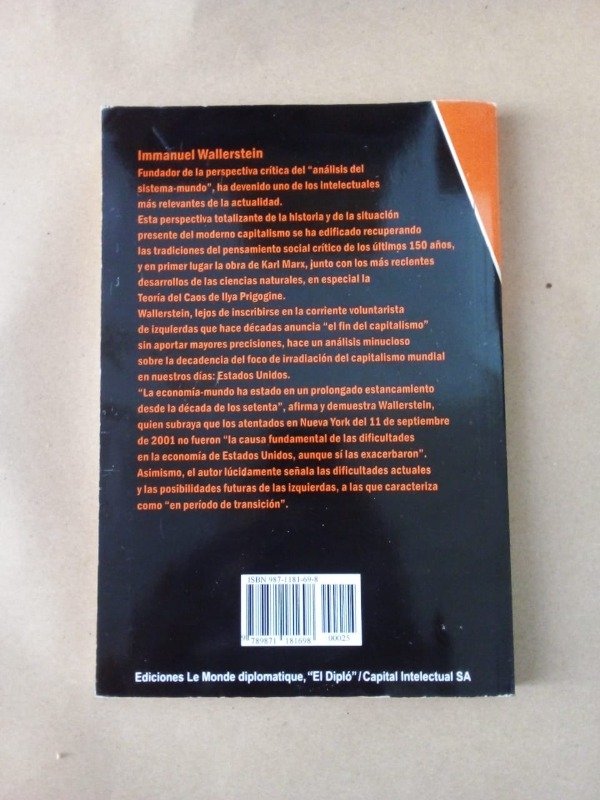 Immanuel Wallerstein
Fundador de la perspectiva crítica del "análisis del
sistema-mundo", ha devenido uno de los intelectuales
más relevantes de la actualidad.
Esta perspectiva totalizante de la historia y de la situación
presente del moderno capitalismo se ha edificado recuperando
las tradiciones del pensamiento social crítico de los últimos 150 años,
y en primer lugar la obra de Karl Marx, junto con los más recientes
desarrollos de las ciencias naturales, en especial la
Teoría del Caos de Ilya Prigogine.
Wallerstein, lejos de inscribirse en la corriente voluntarista
de izquierdas que hace décadas anuncia "el fin del capitalismo"
sin aportar mayores precisiones, hace un análisis minucioso
sobre la decadencia del foco de irradiación del capitalismo mundial
en nuestros días: Estados Unidos.
"La economía-mundo ha estado en un prolongado estancamiento
desde la década de los setenta", afirma y demuestra Wallerstein,
quien subraya que los atentados en Nueva York del 11 de septiembre
de 2001 no fueron "la causa fundamental de las dificultades
en la economía de Estados Unidos, aunque sí las exacerbaron".
Asimismo, el autor lúcidamente señala las dificultades actuales
y las posibilidades futuras de las izquierdas, a las que caracteriza
como "en período de transición".
ISBN 987-1181-69-8
9 789871 181698 00025
Ediciones Le Monde diplomatique, "El Dipló" / Capital Intelectual SA